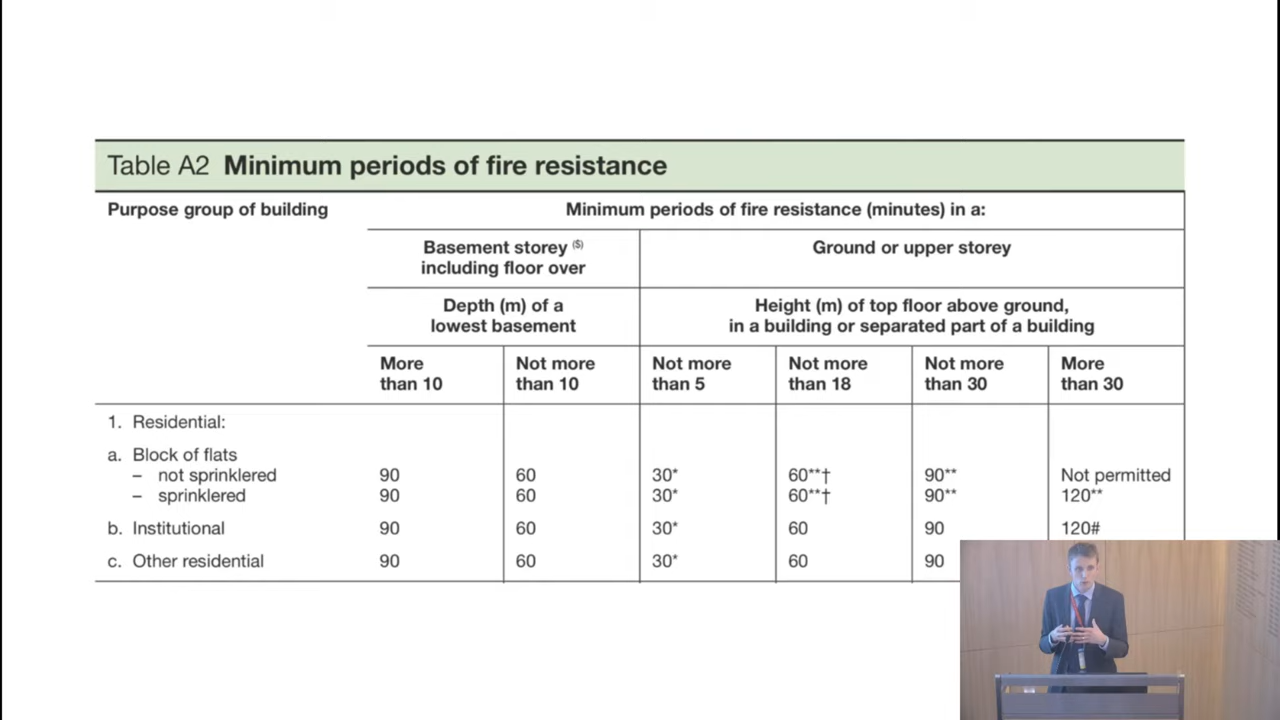 Table A2 Minimum periods of fire resistance
Purpose group of building
Minimum periods of fire resistance (minutes) in a:
Basement storey ($)
including floor over
Ground or upper storey
Depth (m) of a
lowest basement
Height (m) of top floor above ground,
in a building or separated part of a building
More
than 10
Not more
than 10
Not more
than 5
Not more
than 18
Not more
than 30
More
than 30
1. Residential:
a. Block of flats
– not sprinklered 90 60 30* 60**† 90** Not permitted
– sprinklered 90 60 30* 60**† 90** 120**
b. Institutional 90 60 30* 60 90 120#
c. Other residential 90 60 30* 60 90